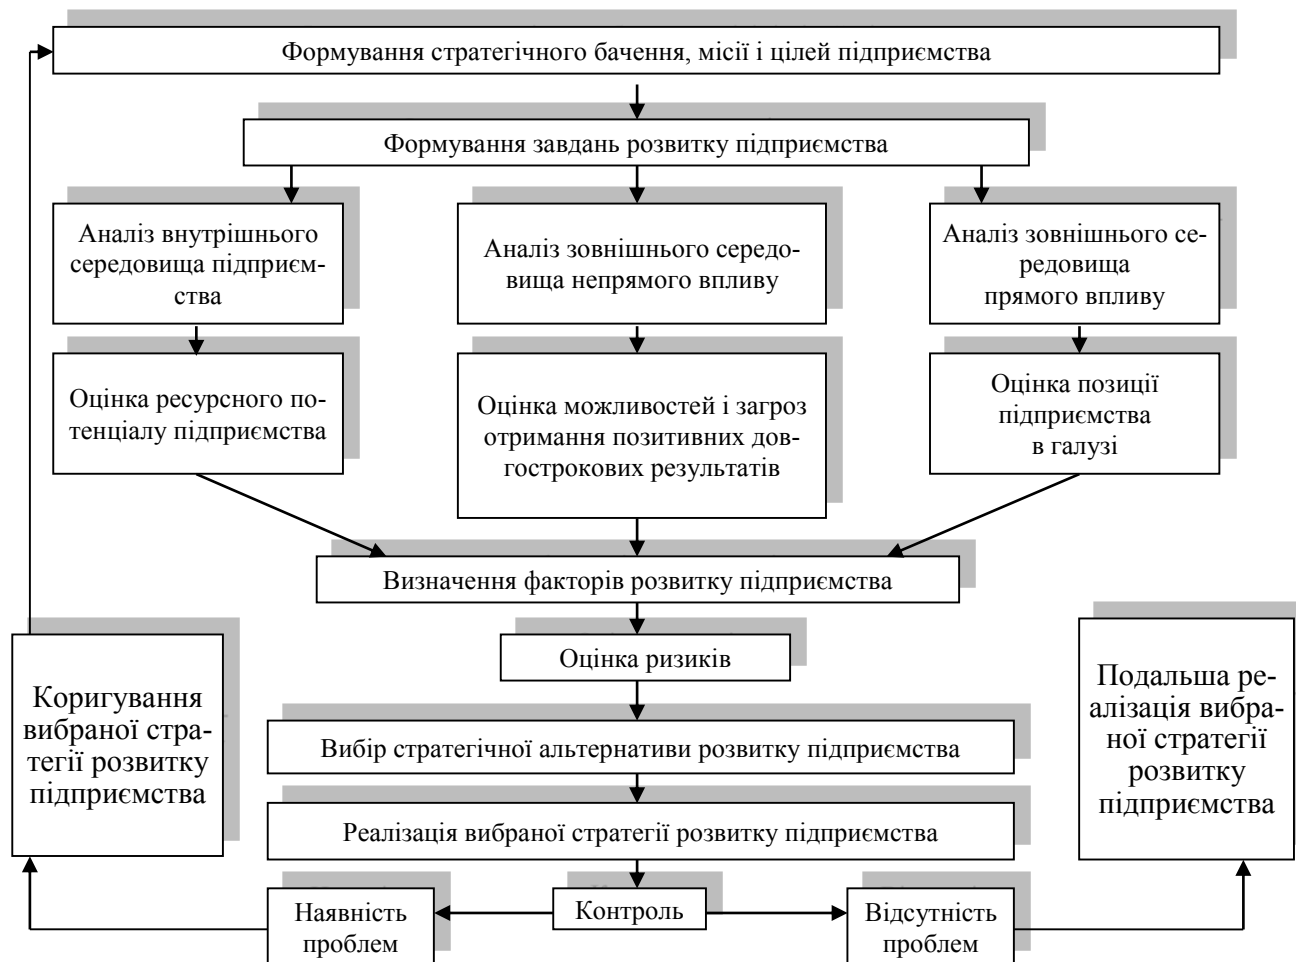 Формування стратегічного бачення, місії і цілей підприємства
Формування завдань розвитку підприємства
Аналіз внутрішнього
середовища підприєм-
ства
Аналіз зовнішнього середо-
вища непрямого впливу
Аналіз зовнішнього се-
редовища
прямого впливу
Оцінка ресурсного по-
тенціалу підприємства
Оцінка можливостей і загроз
отримання позитивних дов-
гострокових результатів
Оцінка позиції
підприємства
в галузі
Визначення факторів розвитку підприємства
Оцінка ризиків
Коригування
вибраної стра-
тегії розвитку
підприємства
Подальша ре-
алізація вибра-
ної стратегії
розвитку
підприємства
Вибір стратегічної альтернативи розвитку підприємства
Реалізація вибраної стратегії розвитку підприємства
Наявність
проблем
Контроль
Відсутність
проблем